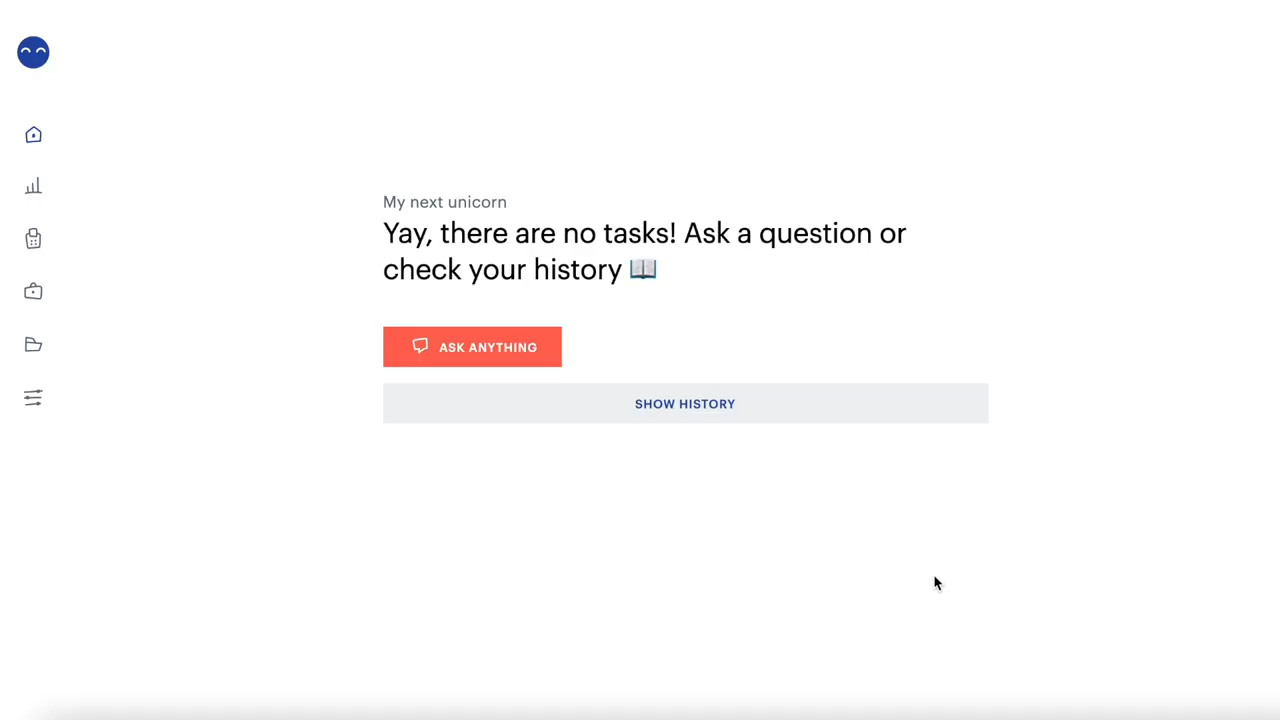 My next unicorn
Yay, there are no tasks! Ask a question or
check your history 📖
ASK ANYTHING
SHOW HISTORY